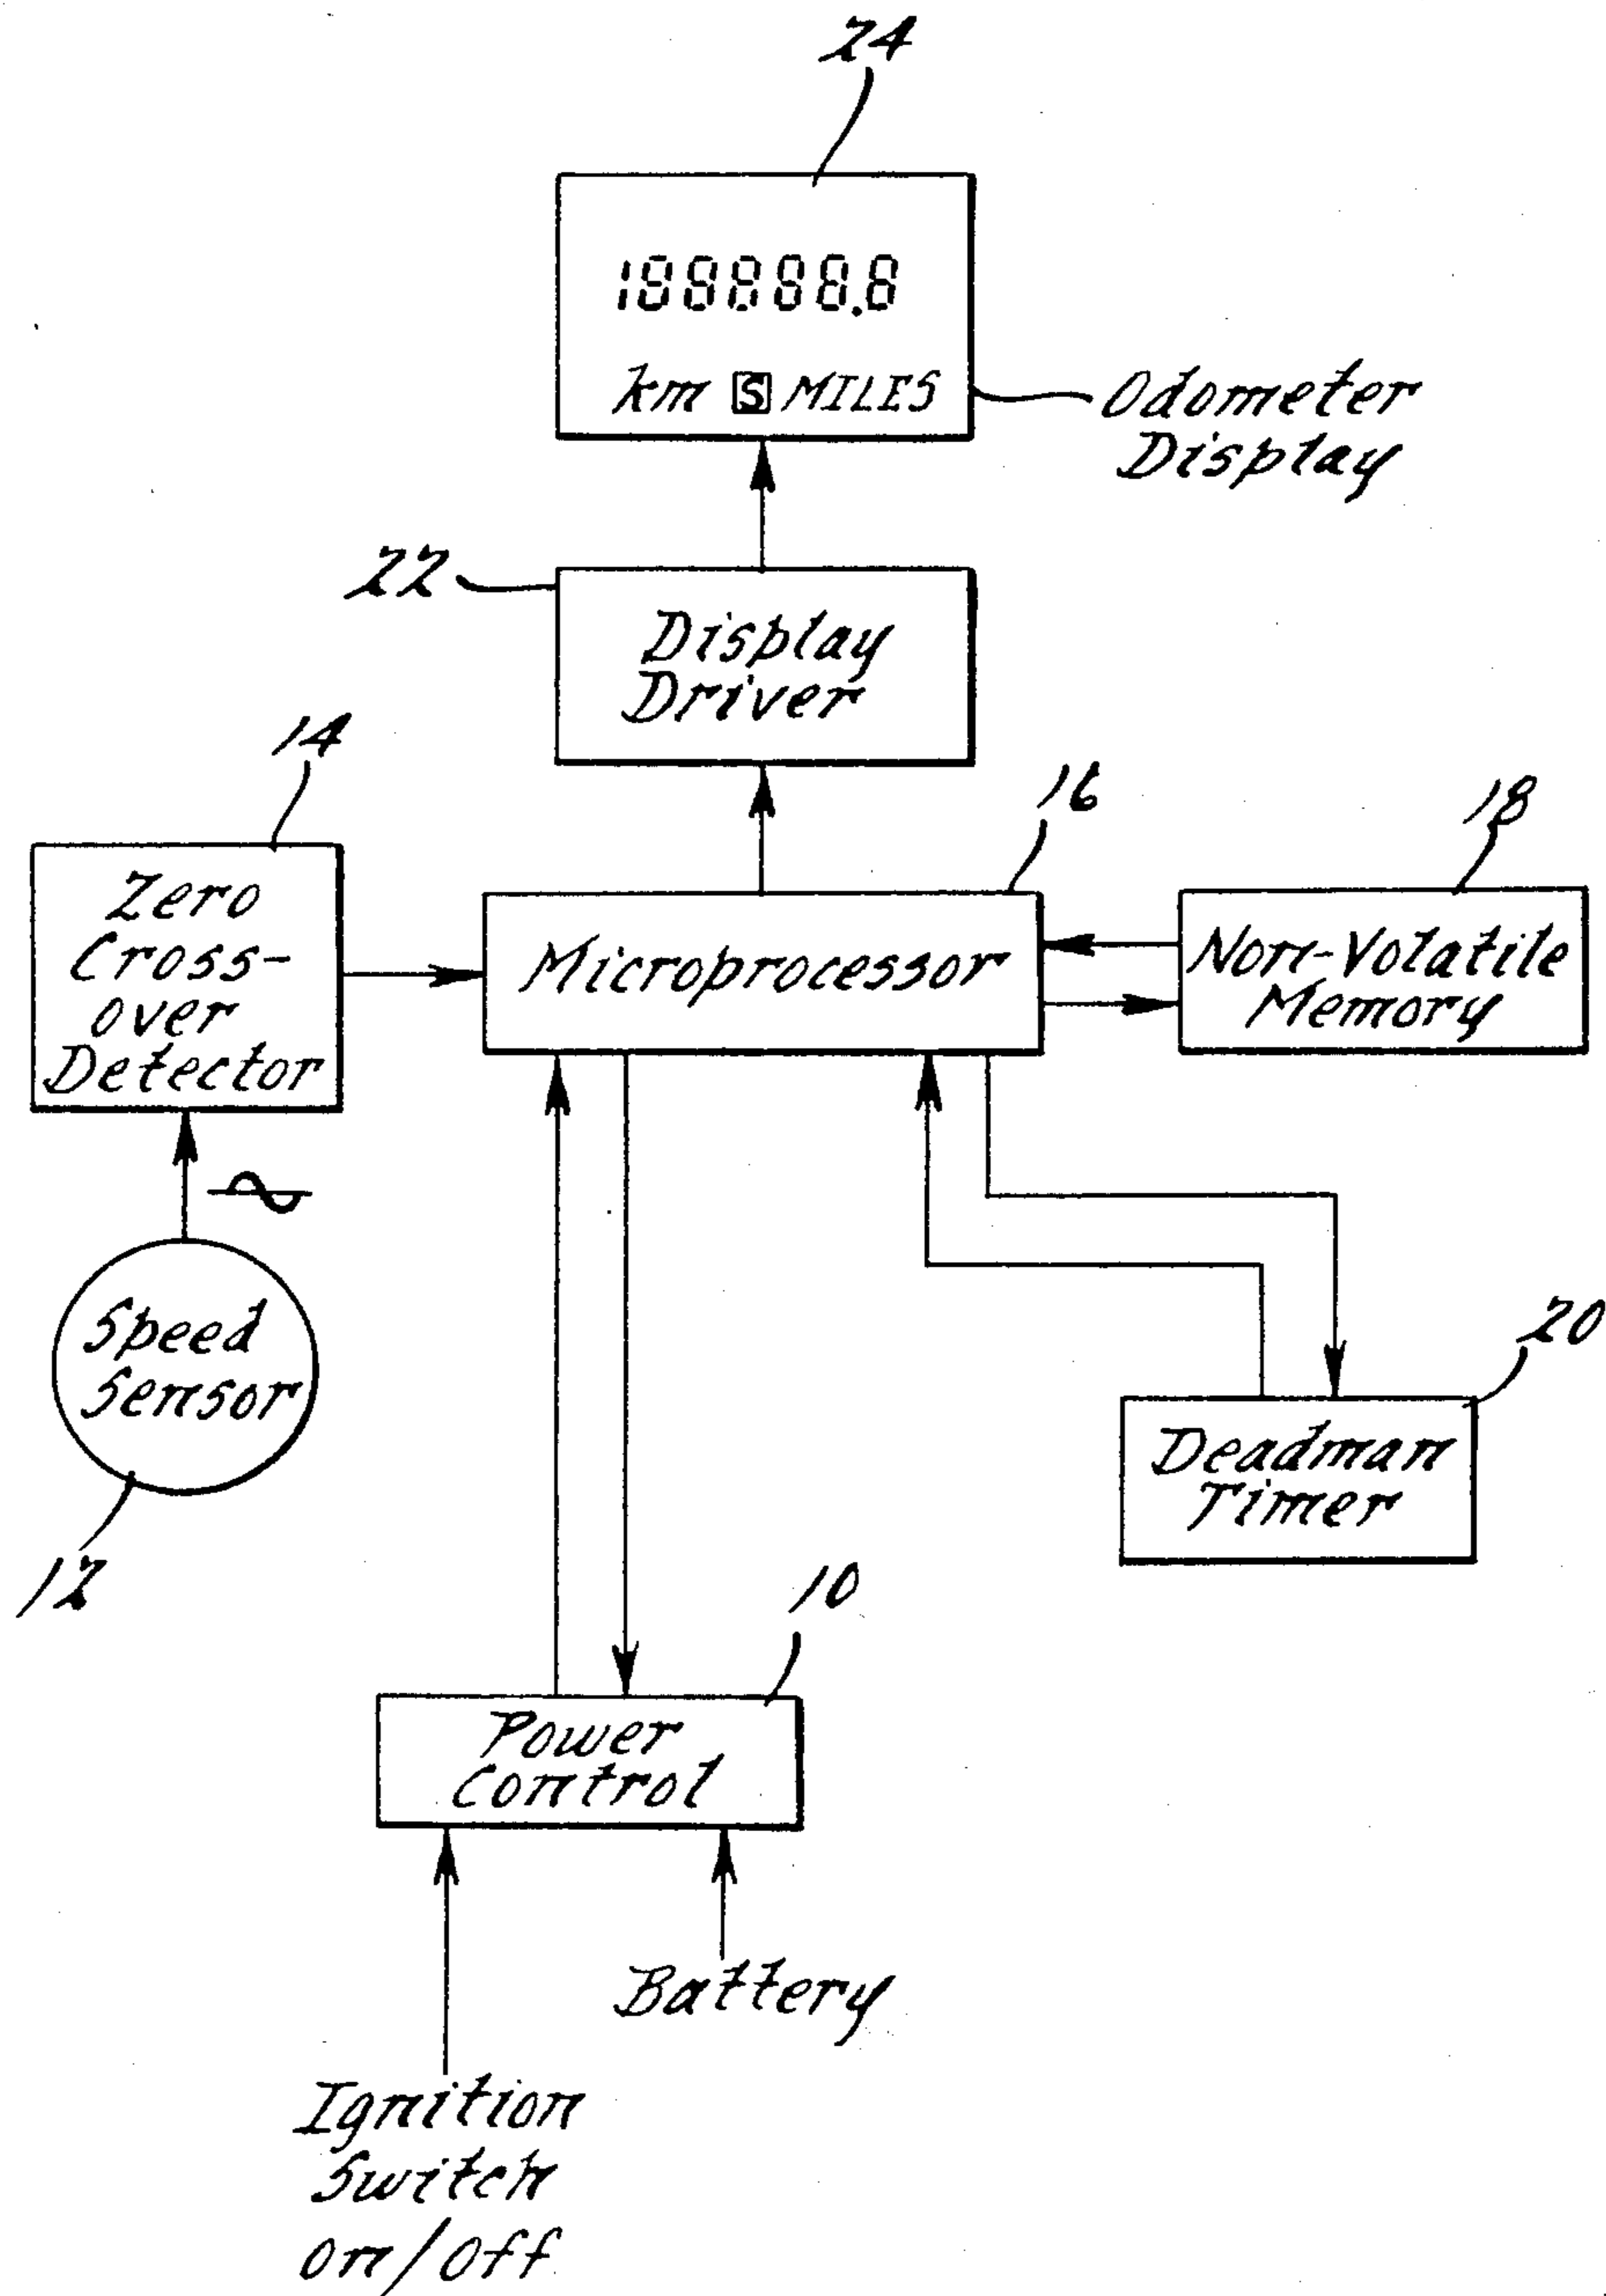 24
188888.8
km S MILES
Odometer
Display
22
Display
Driver
14
16
18
Zero
Cross-
over
Detector
Microprocessor
Non-Volatile
Memory
Speed
Sensor
12
20
Deadman
Timer
10
Power
Control
Battery
Ignition
Switch
On/Off